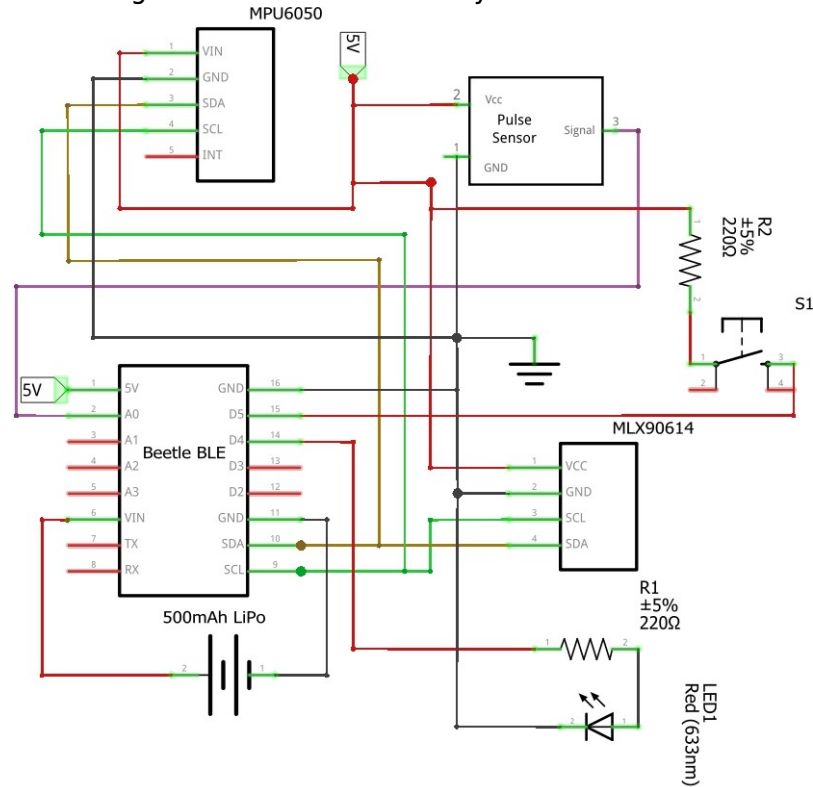 MPU6050
1 VIN
2 GND
3 SDA
4 SCL
5 INT
5V
2 Vcc
Pulse
Sensor
Signal 3
1 GND
1
R2
±5%
220Ω
2
S1
1 3
2 4
5V
1 5V GND 16
2 A0 D5 15
3 A1 D4 14
4 A2 D3 13
5 A3 D2 12
6 VIN GND 11
7 TX SDA 10
8 RX SCL 9
Beetle BLE
MLX90614
1 VCC
2 GND
3 SCL
4 SDA
500mAh LiPo
2 1
R1
±5%
220Ω
1 2
2 1
LED1
Red (633nm)